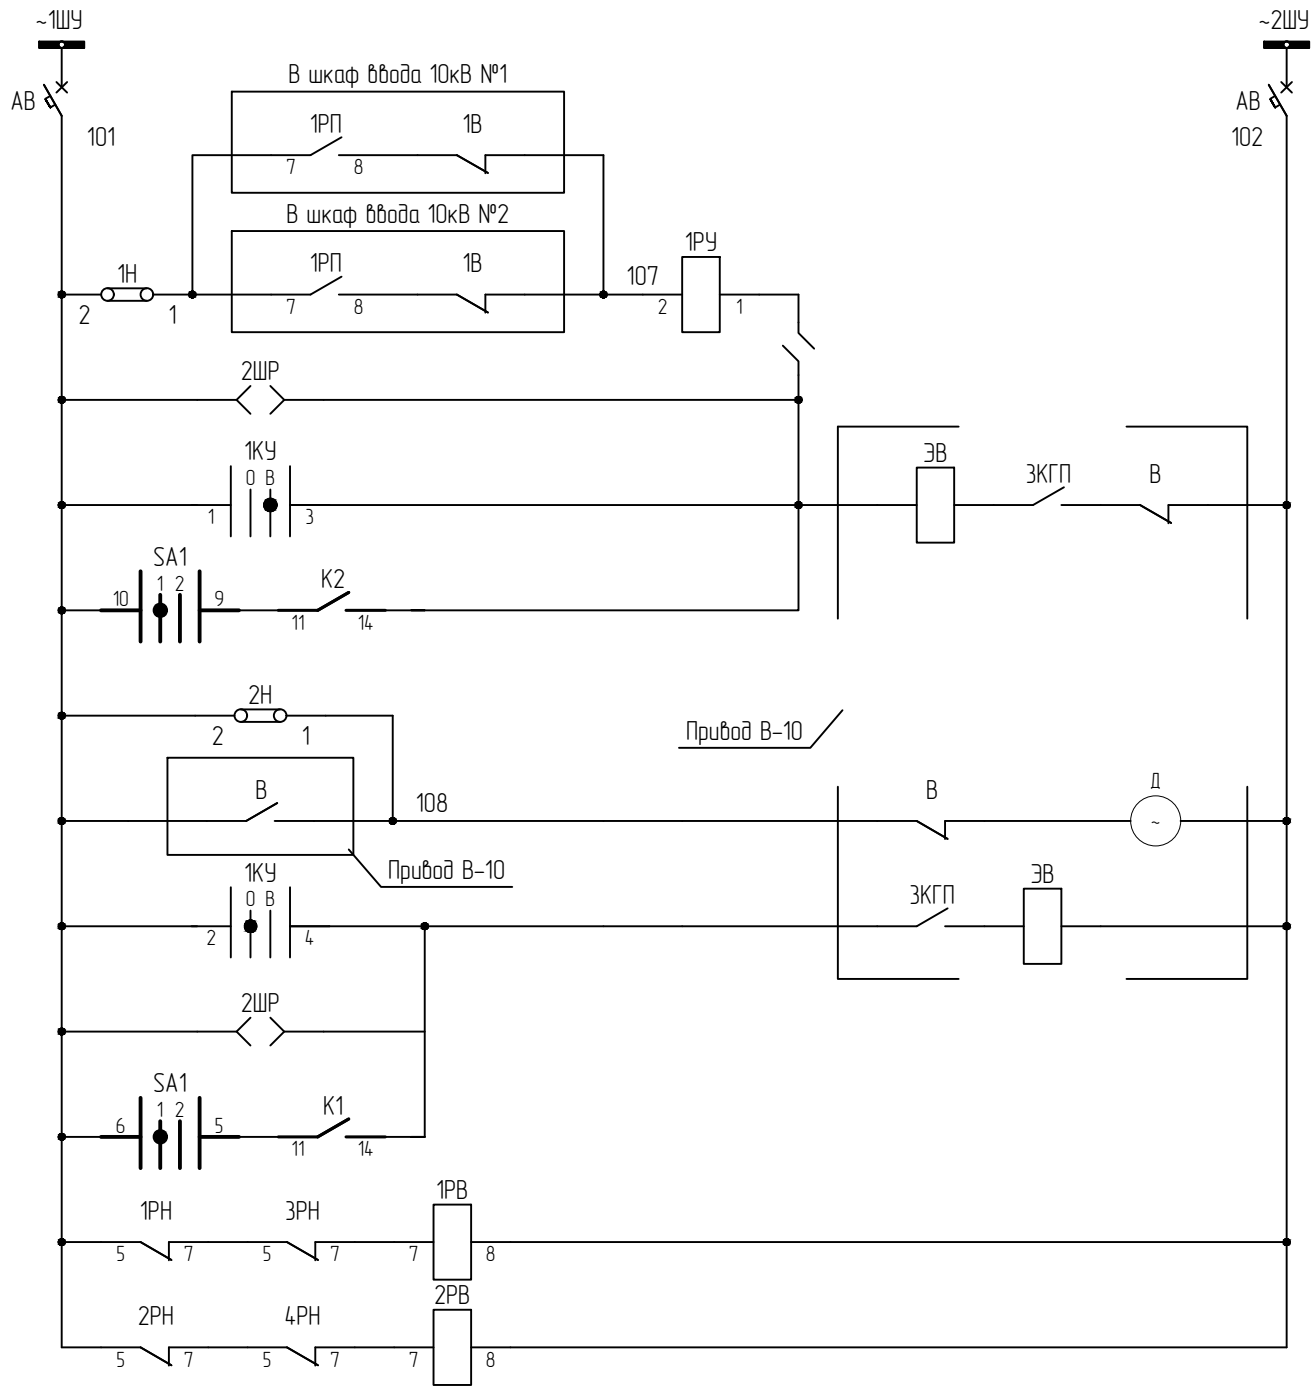 ~1ШУ
~2ШУ
АВ
101
АВ
102
В шкаф ввода 10кВ №1
1РП
1В
7
8
В шкаф ввода 10кВ №2
1РП
1В
7
8
1Н
2
1
107
1РУ
2
1
2ШР
1КУ
О В
1
3
ЭВ
3КГП
В
SA1
1 2
10
9
К2
11
14
2Н
2
1
Привод В-10
В
108
Привод В-10
В
Д
~
1КУ
О В
2
4
3КГП
ЭВ
2ШР
SA1
1 2
6
5
К1
11
14
1РН
5
7
3РН
5
7
1РВ
7
8
2РН
5
7
4РН
5
7
2РВ
7
8